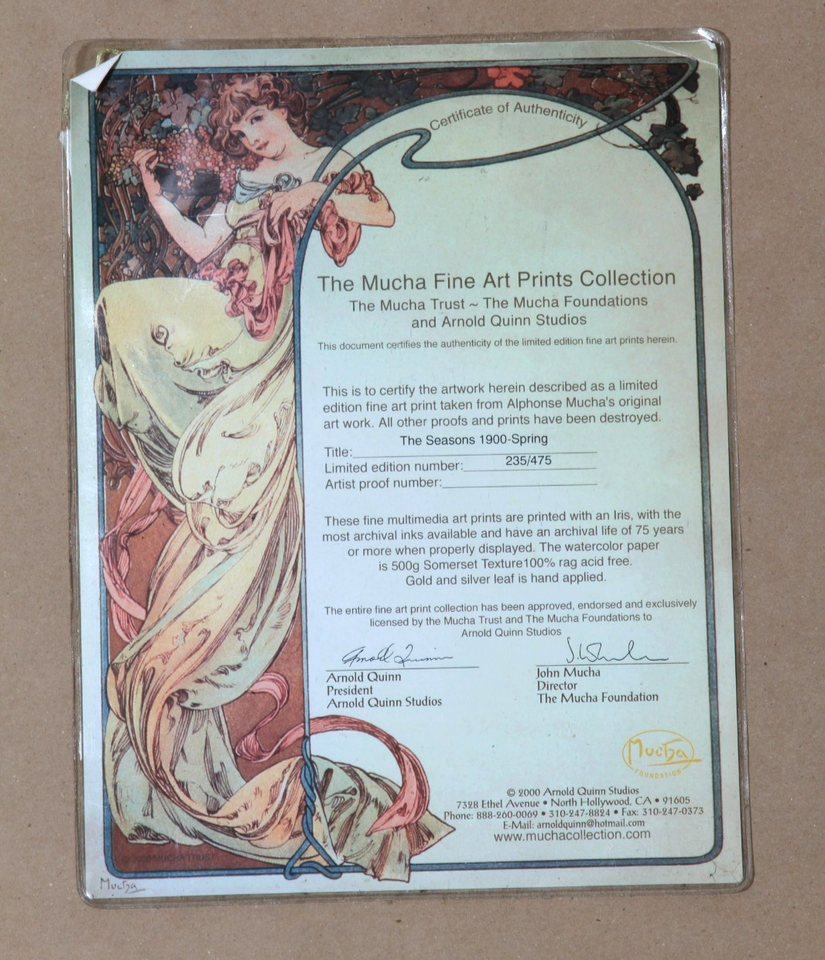 Certificate of Authenticity
The Mucha Fine Art Prints Collection
The Mucha Trust ~ The Mucha Foundations
and Arnold Quinn Studios
This document certifies the authenticity of the limited edition fine art prints herein.
This is to certify the artwork herein described as a limited
edition fine art print taken from Alphonse Mucha's original
art work. All other proofs and prints have been destroyed.
Title: The Seasons 1900-Spring
Limited edition number: 235/475
Artist proof number:
These fine multimedia art prints are printed with an Iris, with the
most archival inks available and have an archival life of 75 years
or more when properly displayed. The watercolor paper
is 500g Somerset Texture100% rag acid free.
Gold and silver leaf is hand applied.
The entire fine art print collection has been approved, endorsed and exclusively
licensed by the Mucha Trust and The Mucha Foundations to
Arnold Quinn Studios
Arnold Quinn
Arnold Quinn
President
Arnold Quinn Studios
John Mucha
Director
The Mucha Foundation
Mucha
FOUNDATION
© 2000 Arnold Quinn Studios
7328 Ethel Avenue • North Hollywood, CA • 91605
Phone: 888-260-0069 • 310-247-8824 • Fax: 310-247-0373
E-Mail: arnoldquinn@hotmail.com
www.muchacollection.com
© 2000 MUCHA TRUST
Mucha